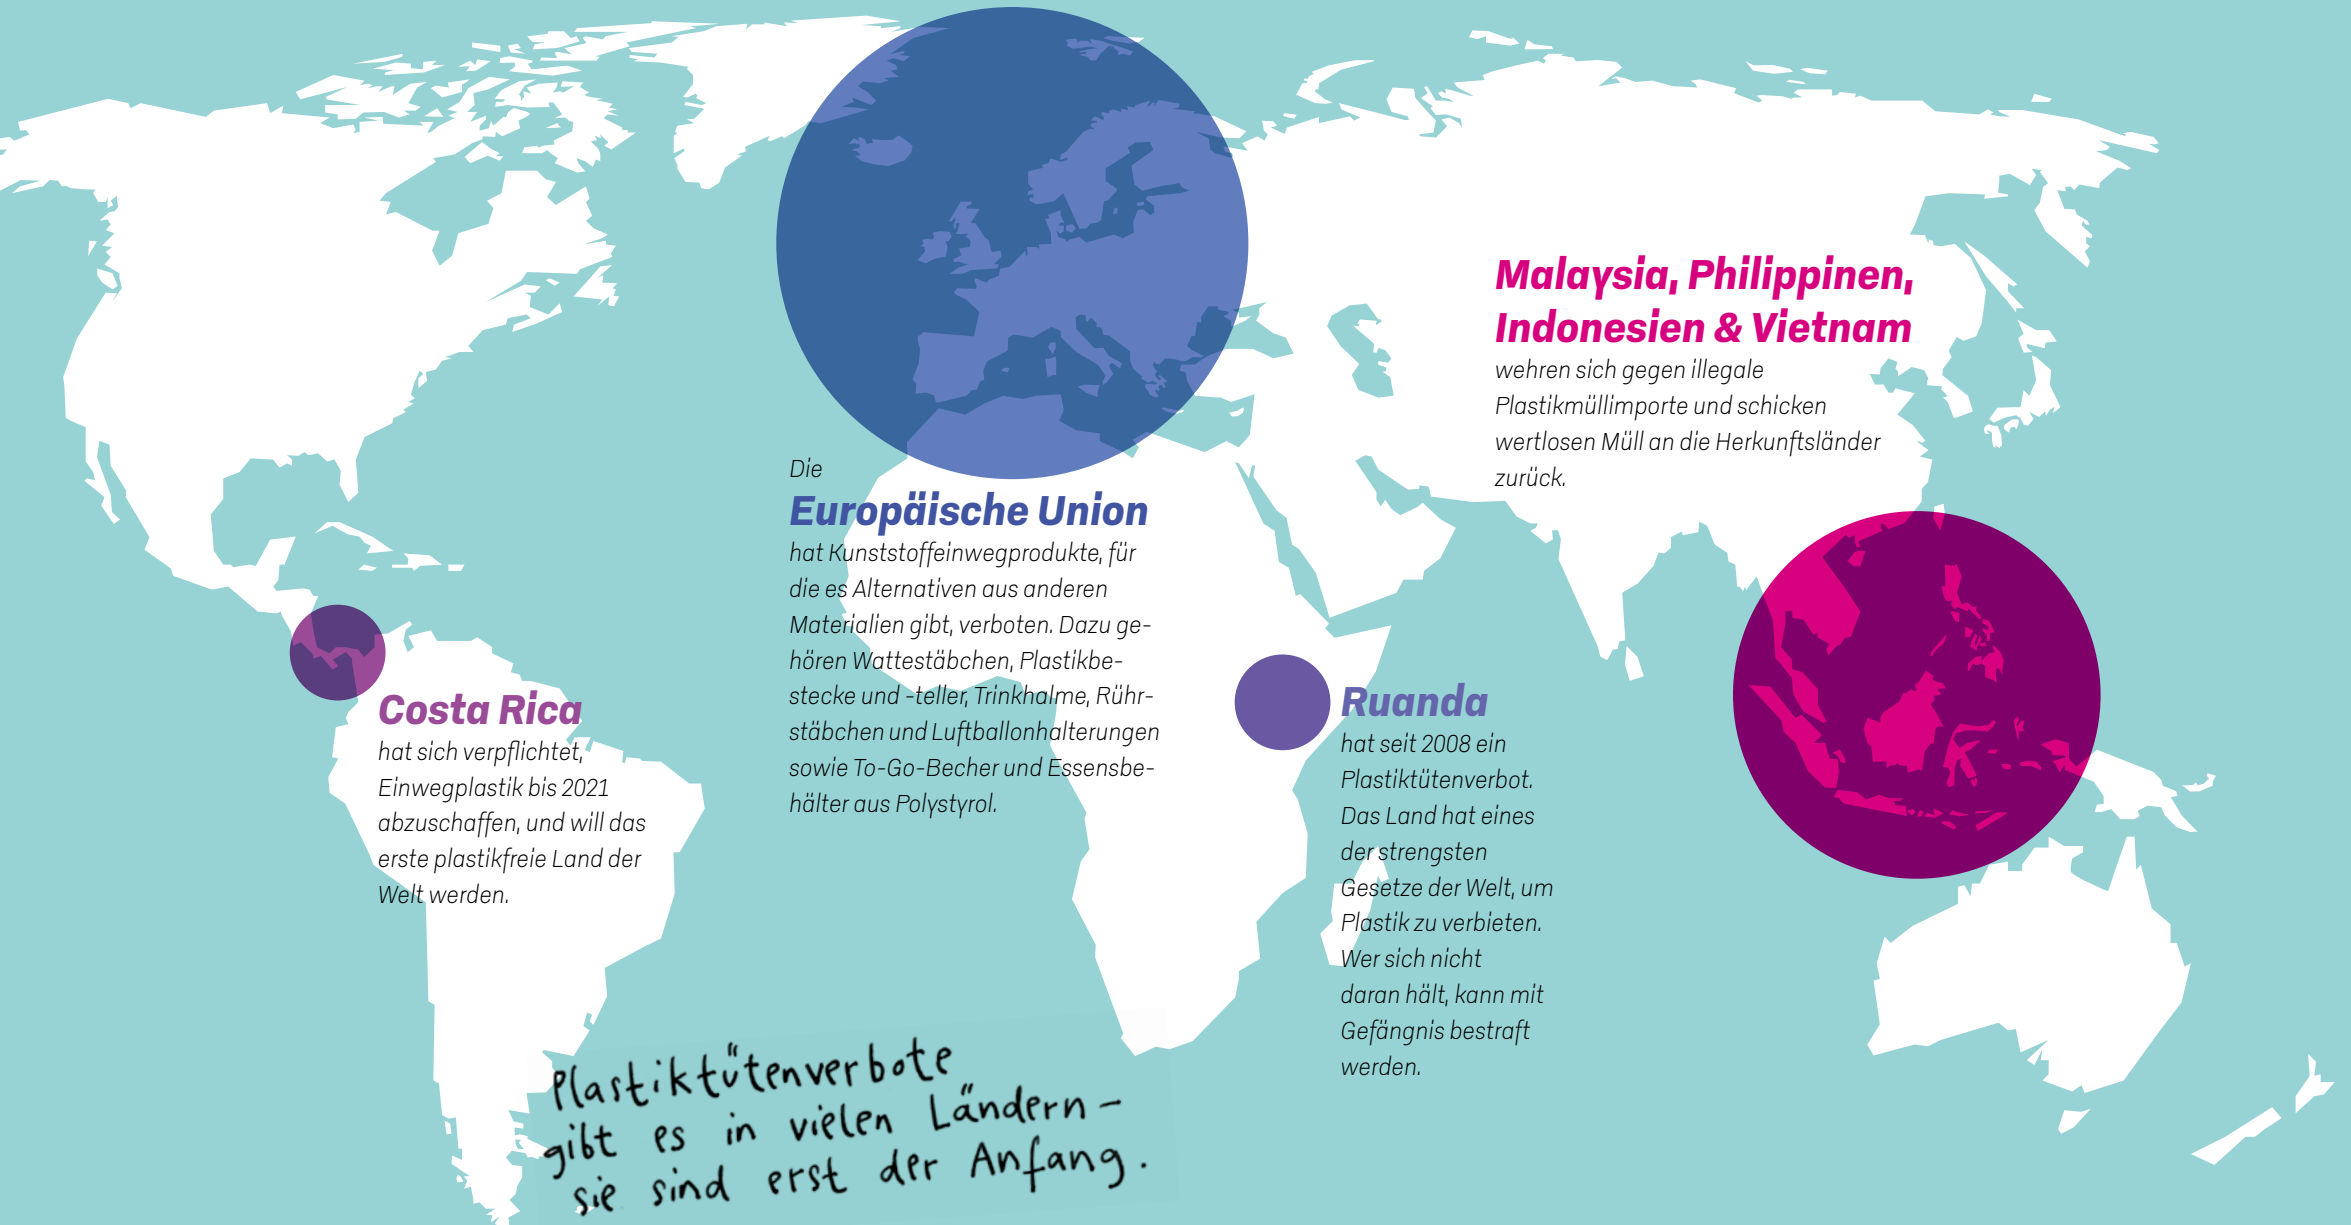 Malaysia, Philippinen,
Indonesien & Vietnam
wehren sich gegen illegale
Plastikmüllimporte und schicken
wertlosen Müll an die Herkunftsländer
zurück.
Die
Europäische Union
hat Kunststoffeinwegprodukte, für
die es Alternativen aus anderen
Materialien gibt, verboten. Dazu ge-
hören Wattestäbchen, Plastikbe-
stecke und -teller, Trinkhalme, Rühr-
stäbchen und Luftballonhalterungen
sowie To-Go-Becher und Essensbe-
hälter aus Polystyrol.
Costa Rica
hat sich verpflichtet,
Einwegplastik bis 2021
abzuschaffen, und will das
erste plastikfreie Land der
Welt werden.
Ruanda
hat seit 2008 ein
Plastiktütenverbot.
Das Land hat eines
der strengsten
Gesetze der Welt, um
Plastik zu verbieten.
Wer sich nicht
daran hält, kann mit
Gefängnis bestraft
werden.
Plastiktütenverbote
gibt es in vielen Ländern –
sie sind erst der Anfang.